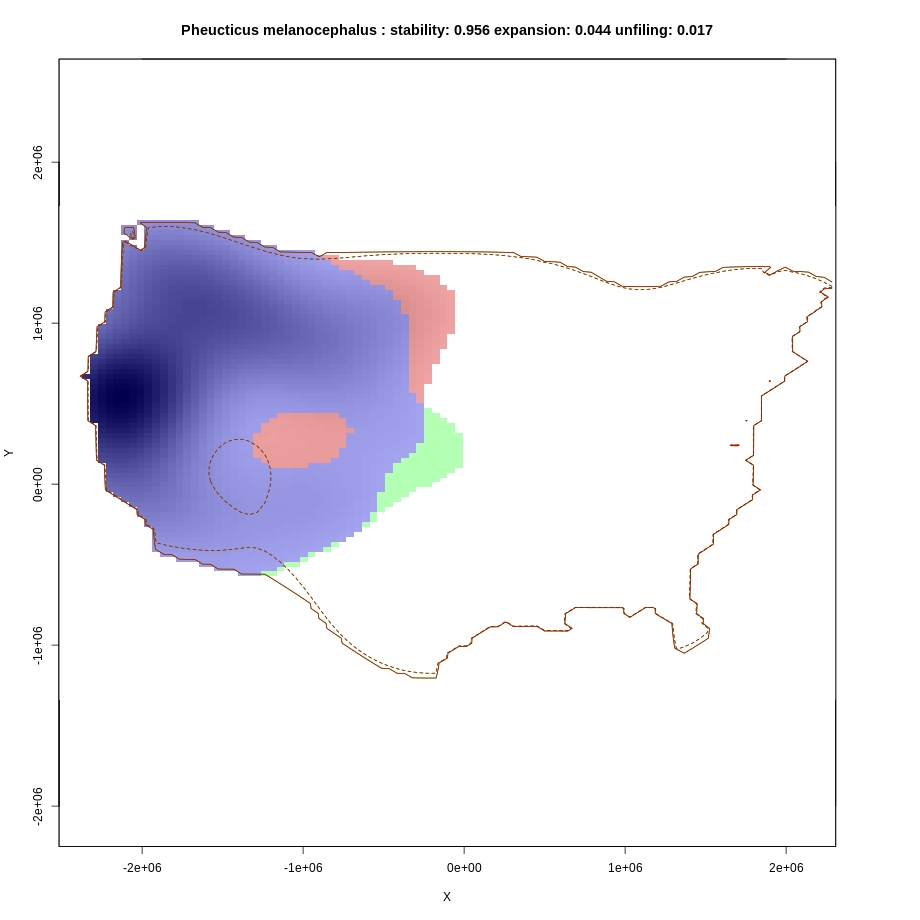 Pheucticus melanocephalus : stability: 0.956 expansion: 0.044 unfiling: 0.017
2e+06
1e+06
0e+00
-1e+06
-2e+06
Y
-2e+06 -1e+06 0e+00 1e+06 2e+06
X